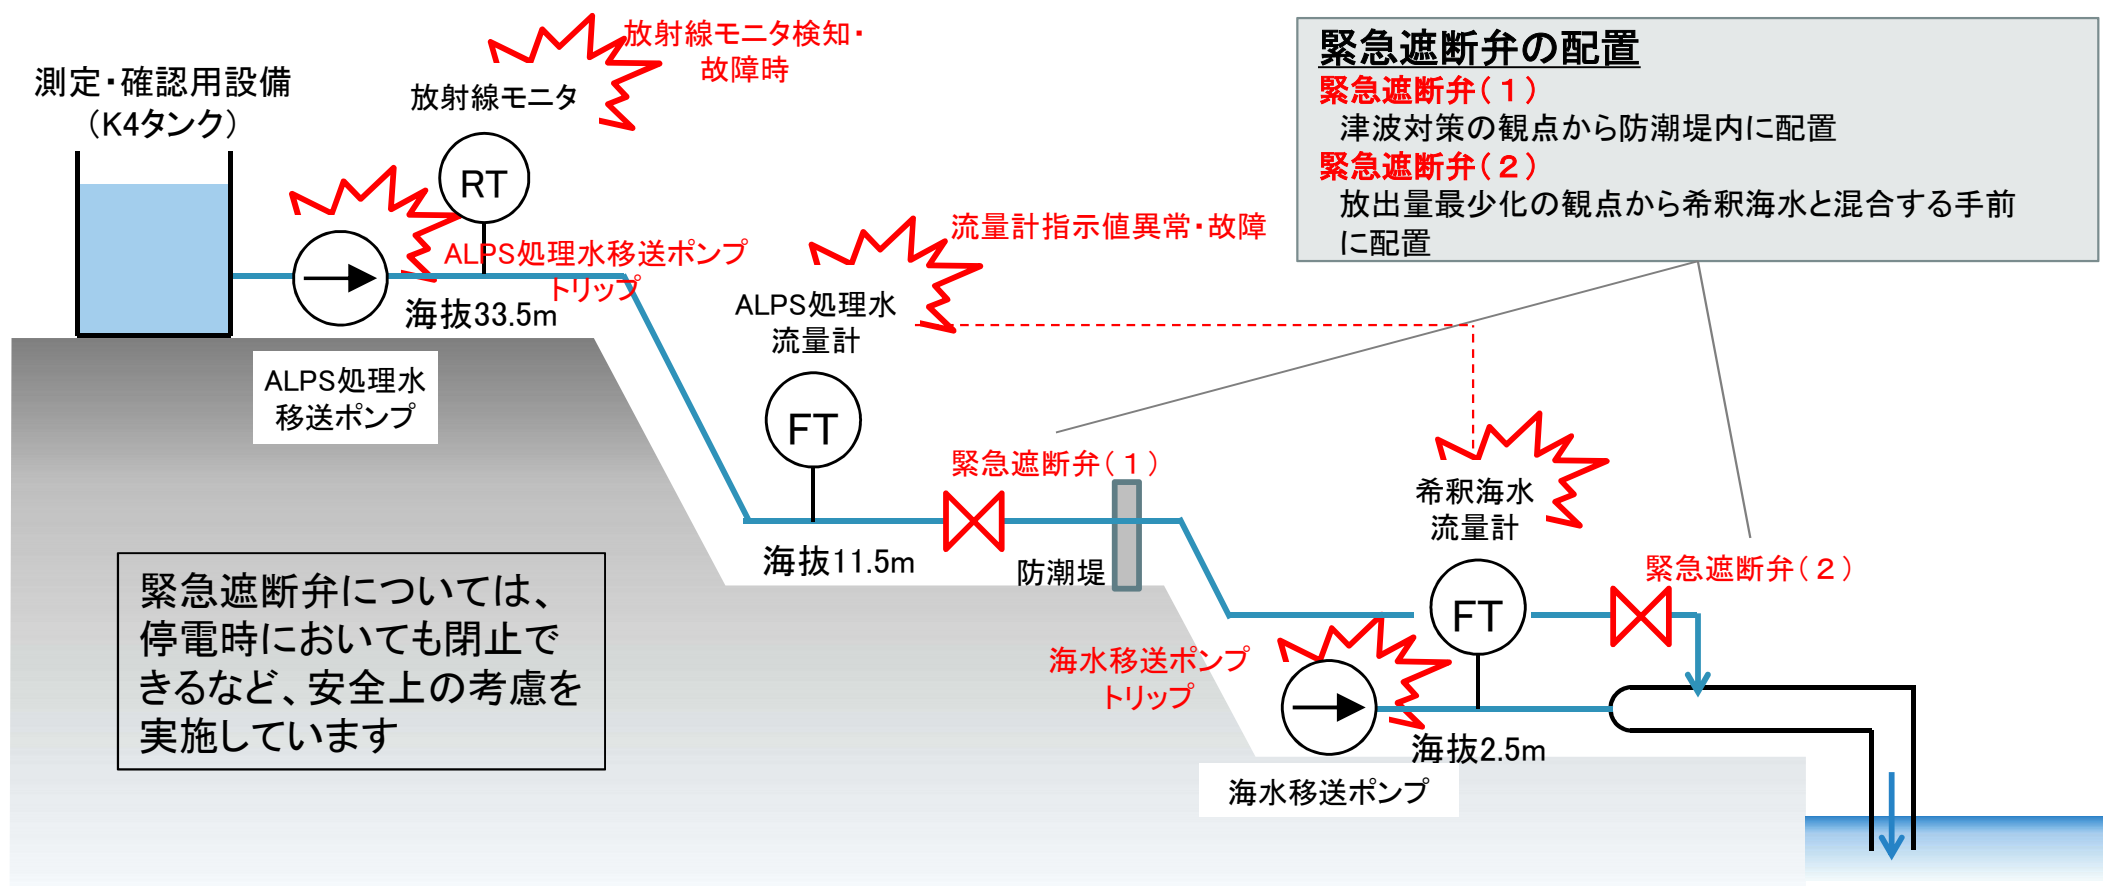 放射線モニタ検知・
故障時
測定・確認用設備
（K4タンク）
放射線モニタ
RT
ALPS処理水移送ポンプ
トリップ
海抜33.5m
ALPS処理水
移送ポンプ
流量計指示値異常・故障
ALPS処理水
流量計
FT
緊急遮断弁の配置
緊急遮断弁（１）
津波対策の観点から防潮堤内に配置
緊急遮断弁（２）
放出量最少化の観点から希釈海水と混合する手前
に配置
緊急遮断弁（１）
海抜11.5m
防潮堤
希釈海水
流量計
FT
緊急遮断弁（２）
海水移送ポンプ
トリップ
海抜2.5m
海水移送ポンプ
緊急遮断弁については、
停電時においても閉止で
きるなど、安全上の考慮を
実施しています